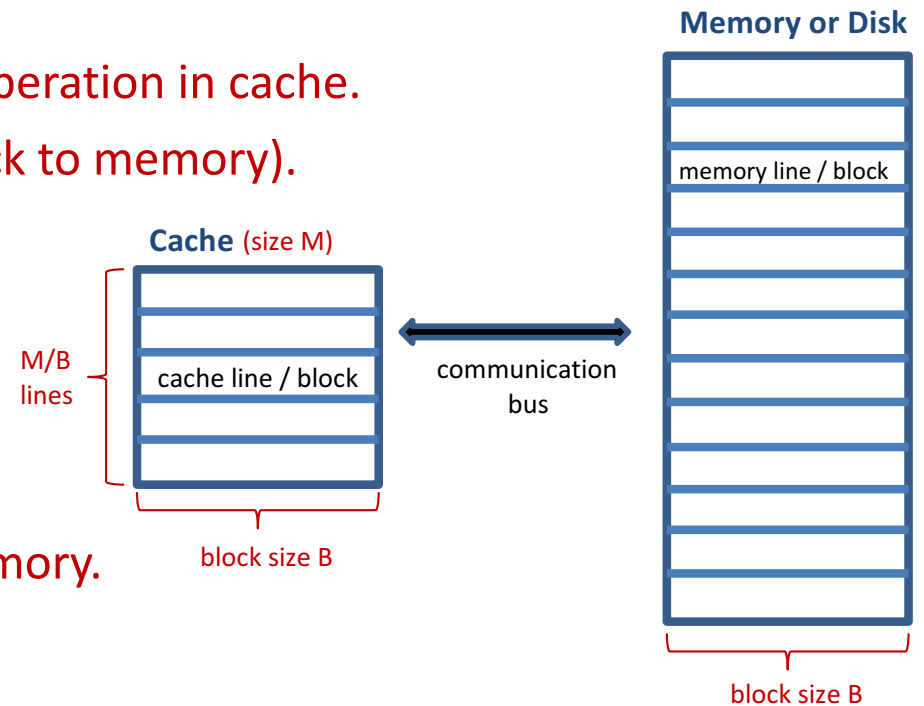 Memory or Disk
peration in cache.
ck to memory).
memory line / block
Cache (size M)
M/B
lines
cache line / block
communication
bus
mory.
block size B
block size B